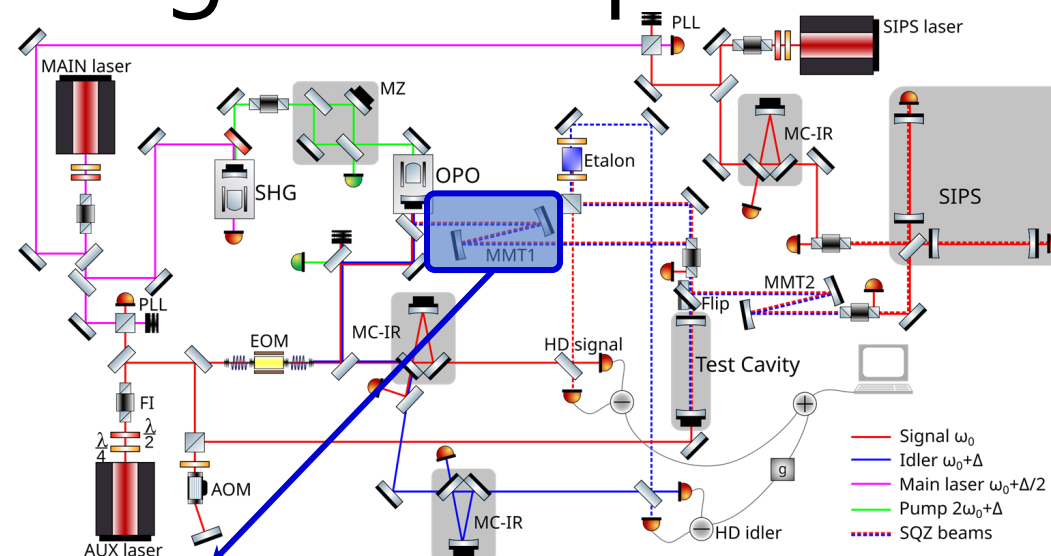 PLL
SIPS laser
MAIN laser
MZ
MC-IR
Etalon
OPO
SHG
SIPS
MMT1
MMT2
Flip
PLL
EOM
MC-IR
HD signal
Test Cavity
FI
λ/2
λ/4
Signal ω₀
Idler ω₀+Δ
g
AOM
Main laser ω₀+Δ/2
Pump 2ω₀+Δ
MC-IR
HD idler
SQZ beams
AUX laser